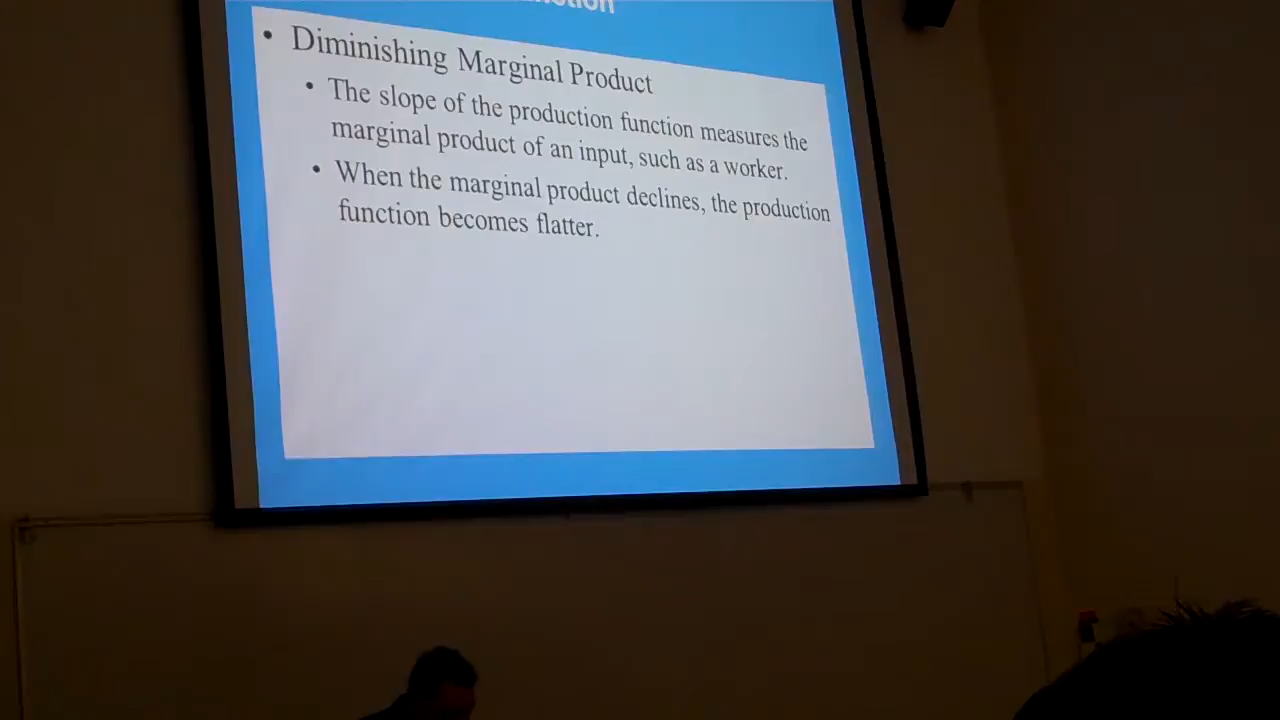 • Diminishing Marginal Product
• The slope of the production function measures the
marginal product of an input, such as a worker.
• When the marginal product declines, the production
function becomes flatter.